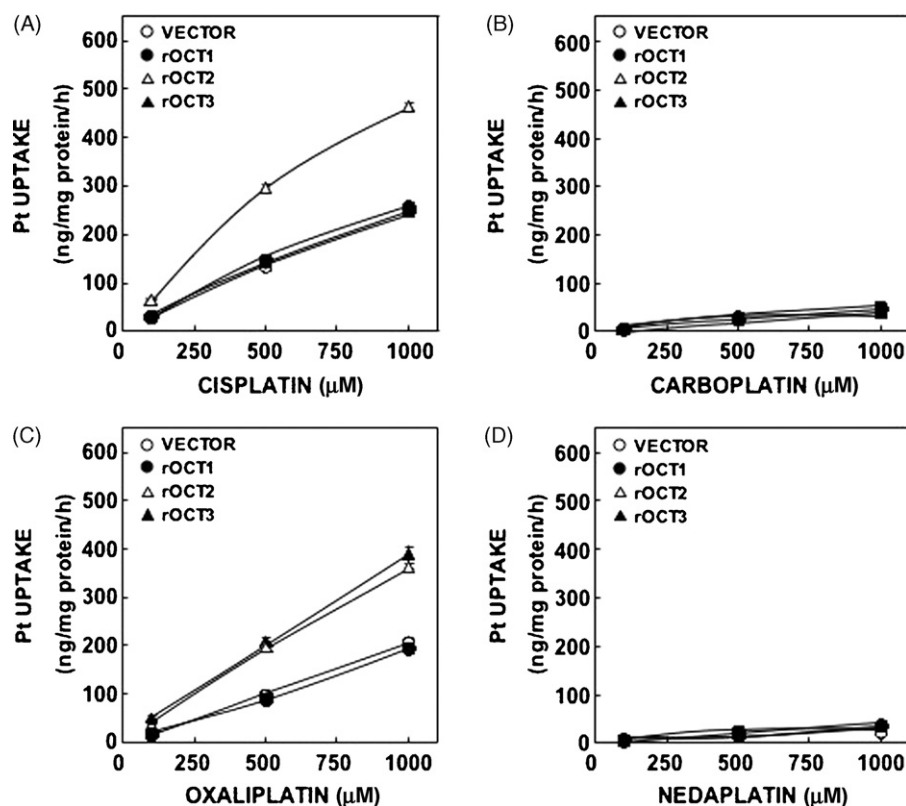 (A)
600
500
400
300
200
100
0
Pt UPTAKE
(ng/mg protein/h)
VECTOR
rOCT1
rOCT2
rOCT3
0 250 500 750 1000
CISPLATIN (µM)
(B)
600
500
400
300
200
100
0
Pt UPTAKE
(ng/mg protein/h)
VECTOR
rOCT1
rOCT2
rOCT3
0 250 500 750 1000
CARBOPLATIN (µM)
(C)
600
500
400
300
200
100
0
Pt UPTAKE
(ng/mg protein/h)
VECTOR
rOCT1
rOCT2
rOCT3
0 250 500 750 1000
OXALIPLATIN (µM)
(D)
600
500
400
300
200
100
0
Pt UPTAKE
(ng/mg protein/h)
VECTOR
rOCT1
rOCT2
rOCT3
0 250 500 750 1000
NEDAPLATIN (µM)